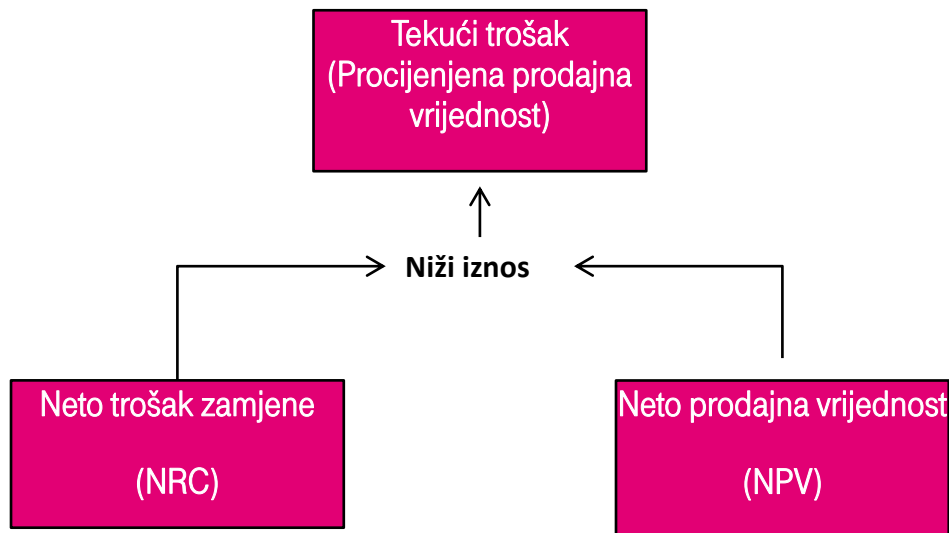 Tekući trošak
(Procijenjena prodajna
vrijednost)
Niži iznos
Neto trošak zamjene
(NRC)
Neto prodajna vrijednost
(NPV)